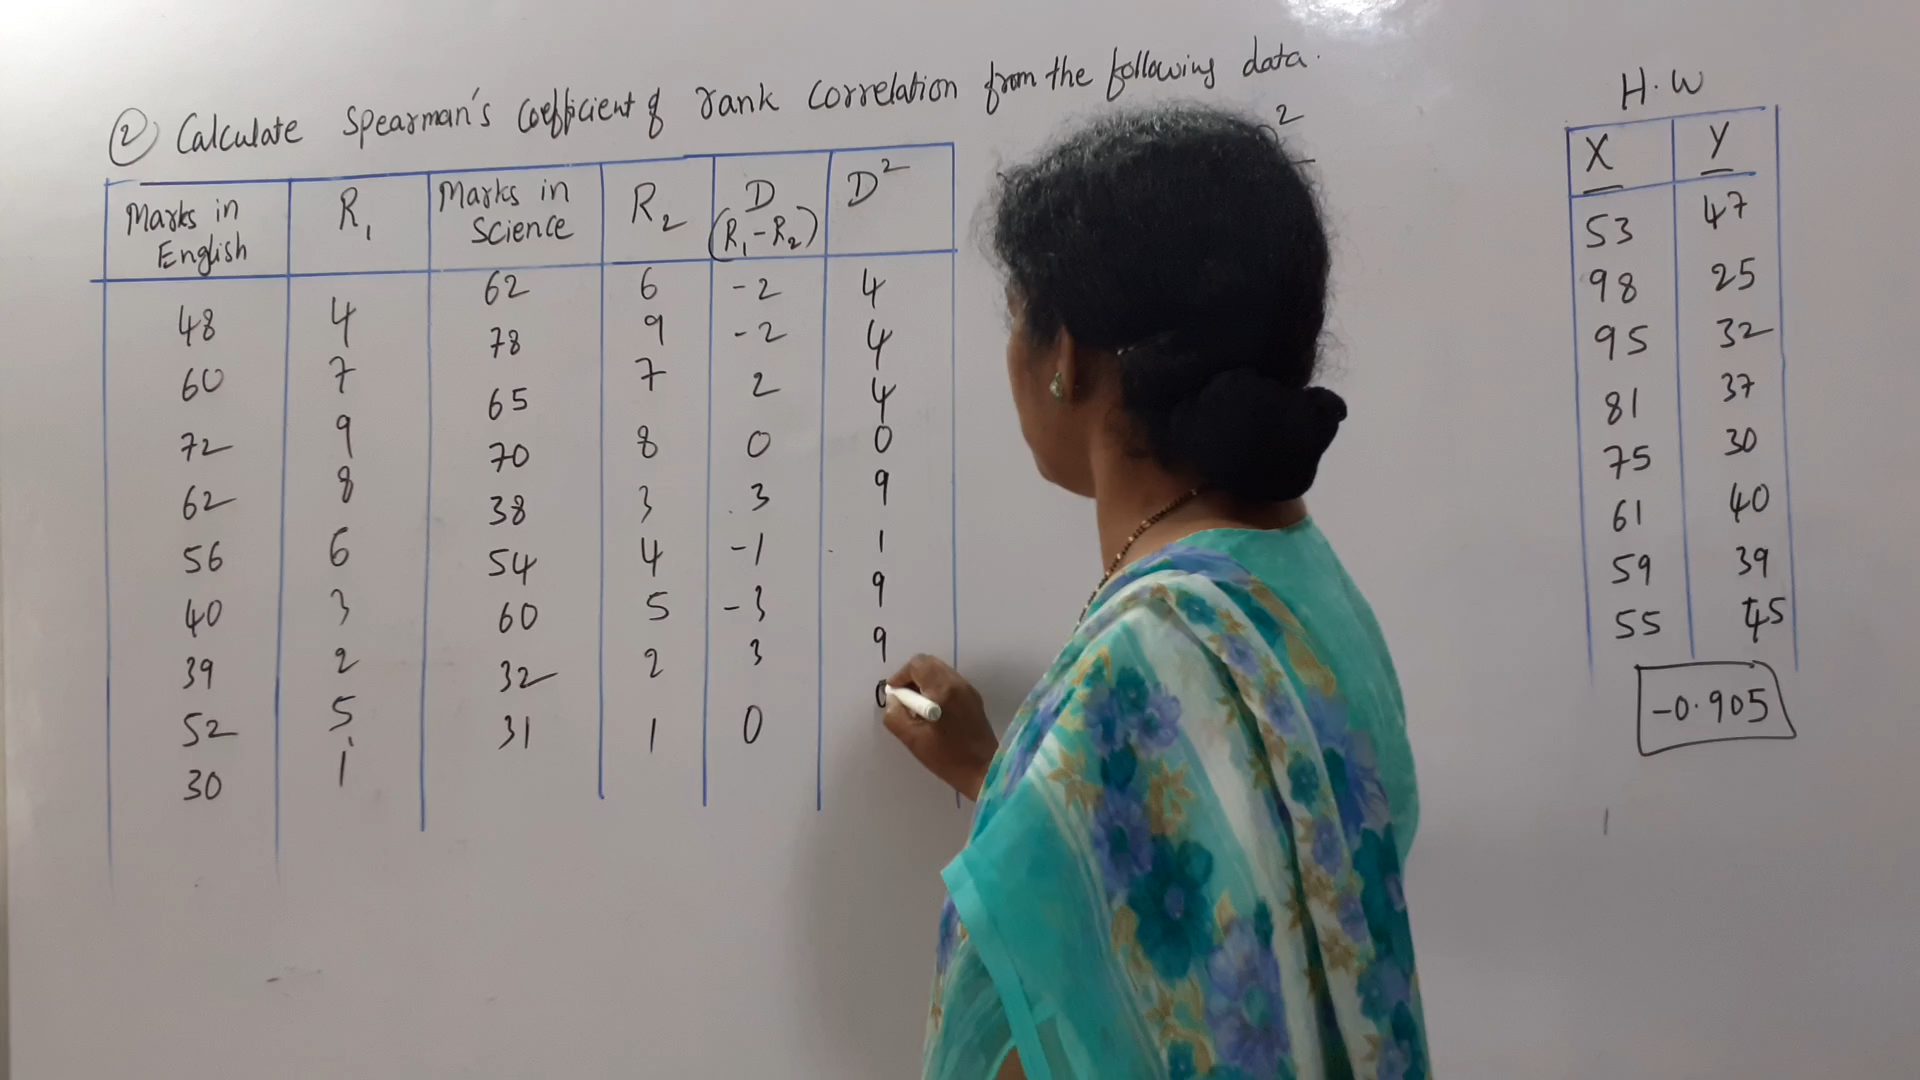 ② Calculate Spearman's coefficient of rank correlation from the following data.
Marks in English R₁ Marks in Science R₂ D (R₁-R₂) D²
48 4 62 6 -2 4
60 7 78 9 -2 4
72 9 65 7 2 4
62 8 70 8 0 0
56 6 38 3 3 9
40 3 54 4 -1 1
39 2 60 5 -3 9
52 5 32 2 3 9
30 1 31 1 0 0
2
H.W
X Y
53 47
98 25
95 32
81 37
75 30
61 40
59 39
55 45
-0.905